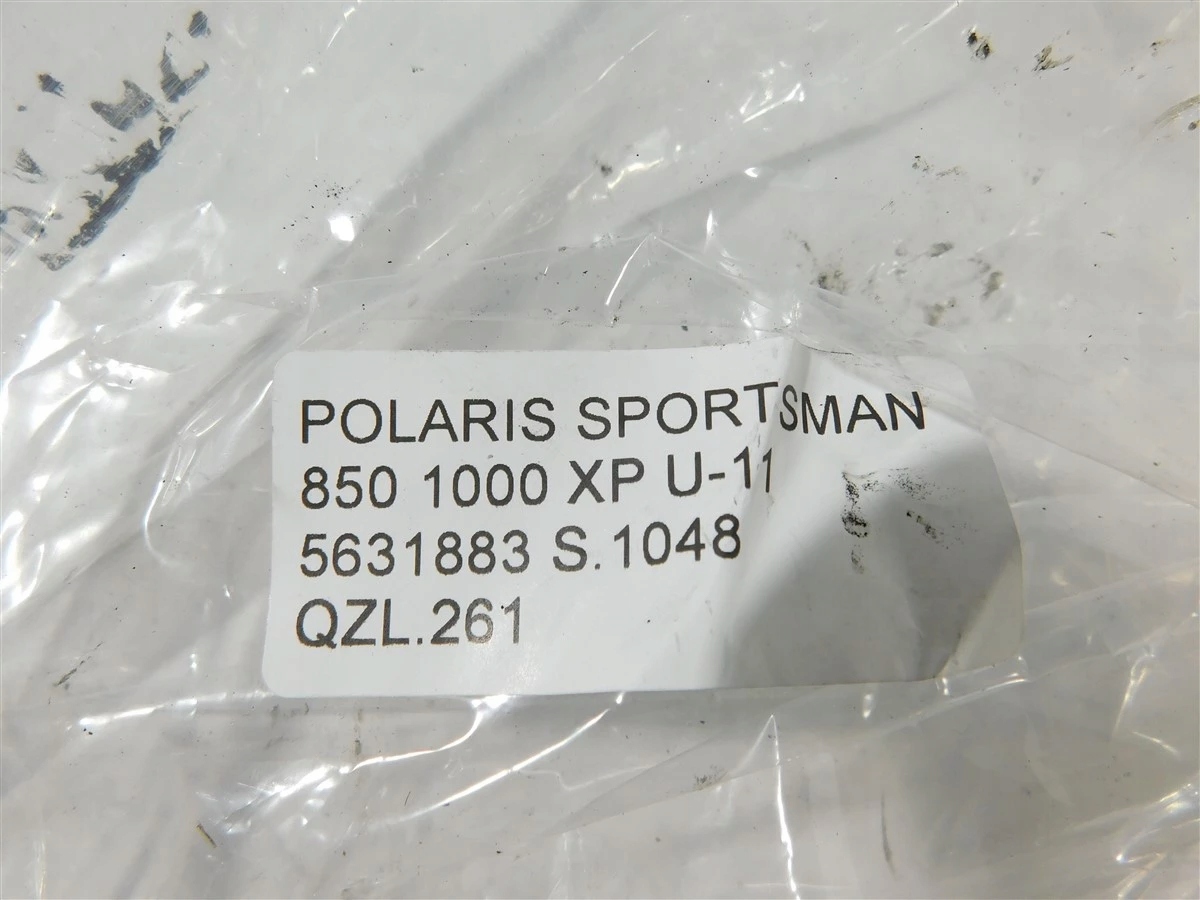 POLARIS SPORTSMAN
850 1000 XP U-11
5631883 S.1048
QZL.261